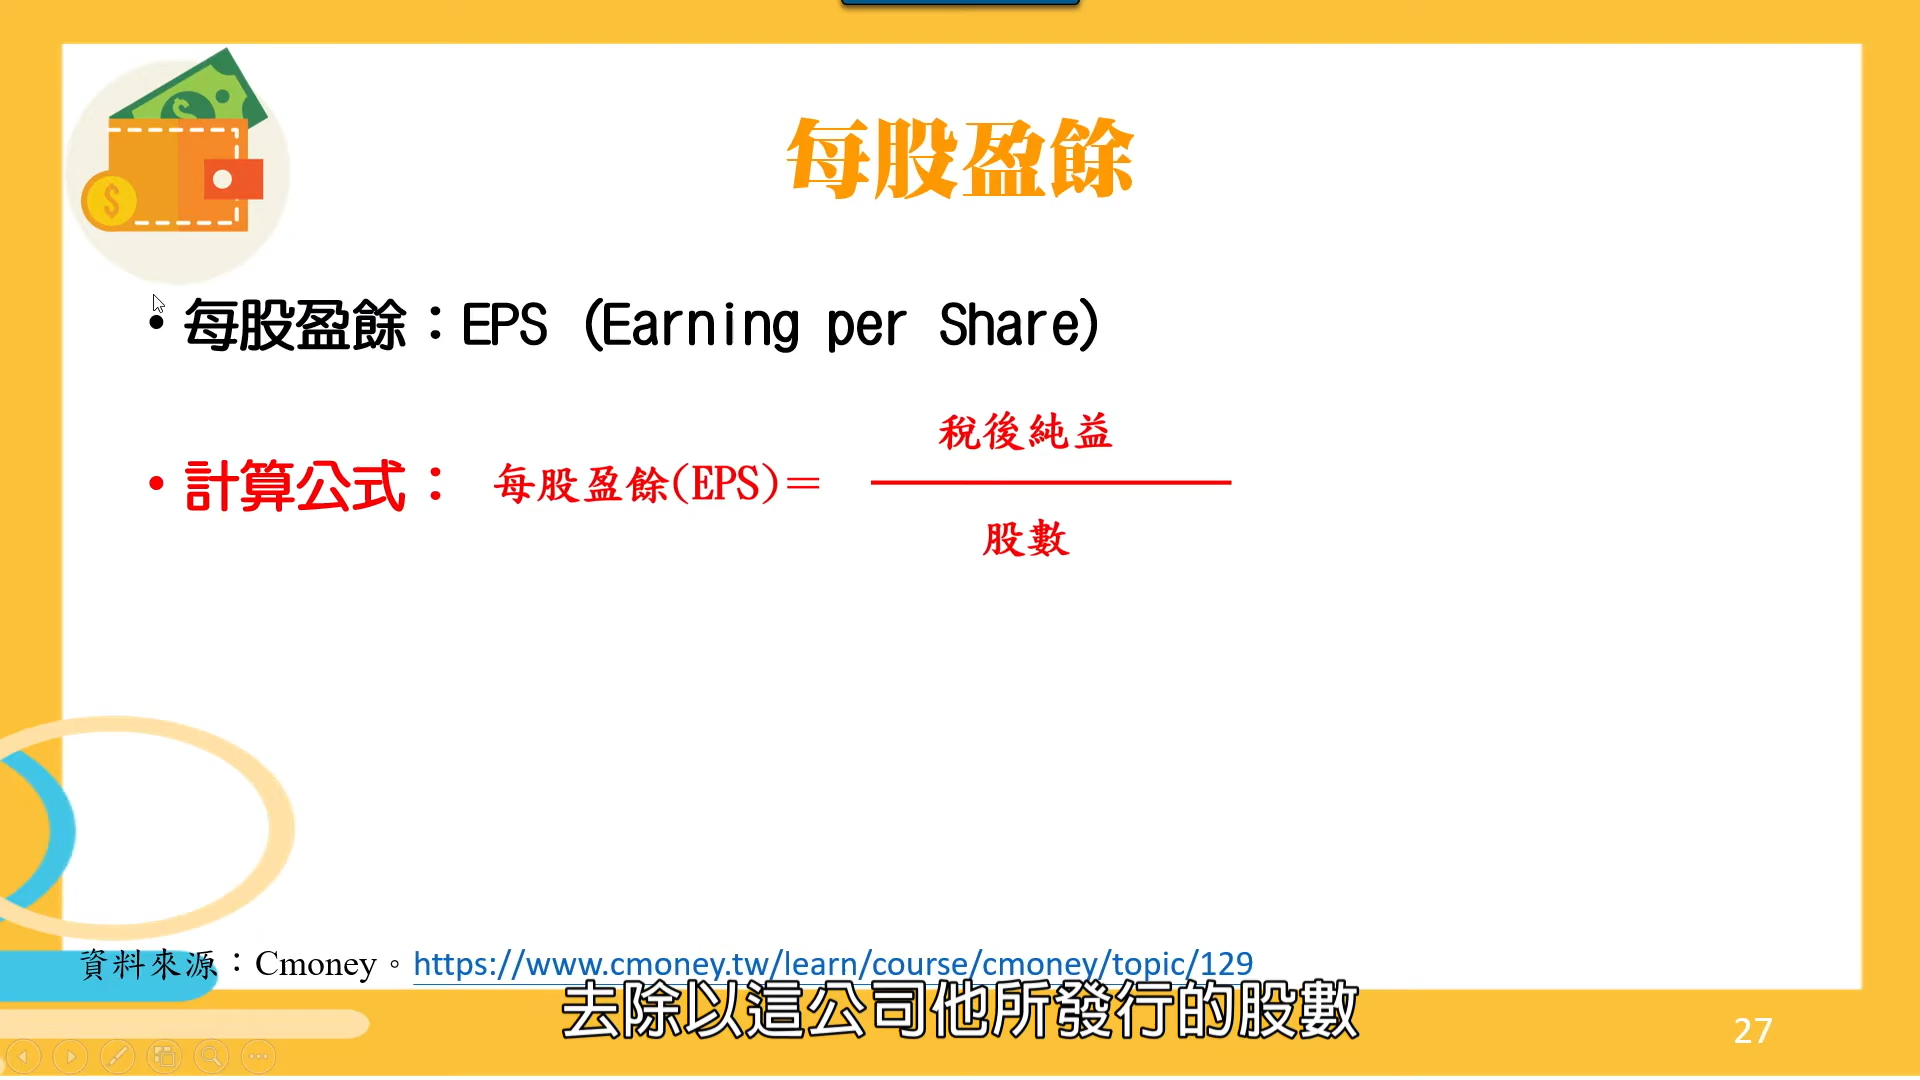 每股盈餘
• 每股盈餘：EPS (Earning per Share)
• 計算公式： 每股盈餘(EPS)＝
稅後純益
股數
資料來源：Cmoney。https://www.cmoney.tw/learn/course/cmoney/topic/129
去除以這公司他所發行的股數
27